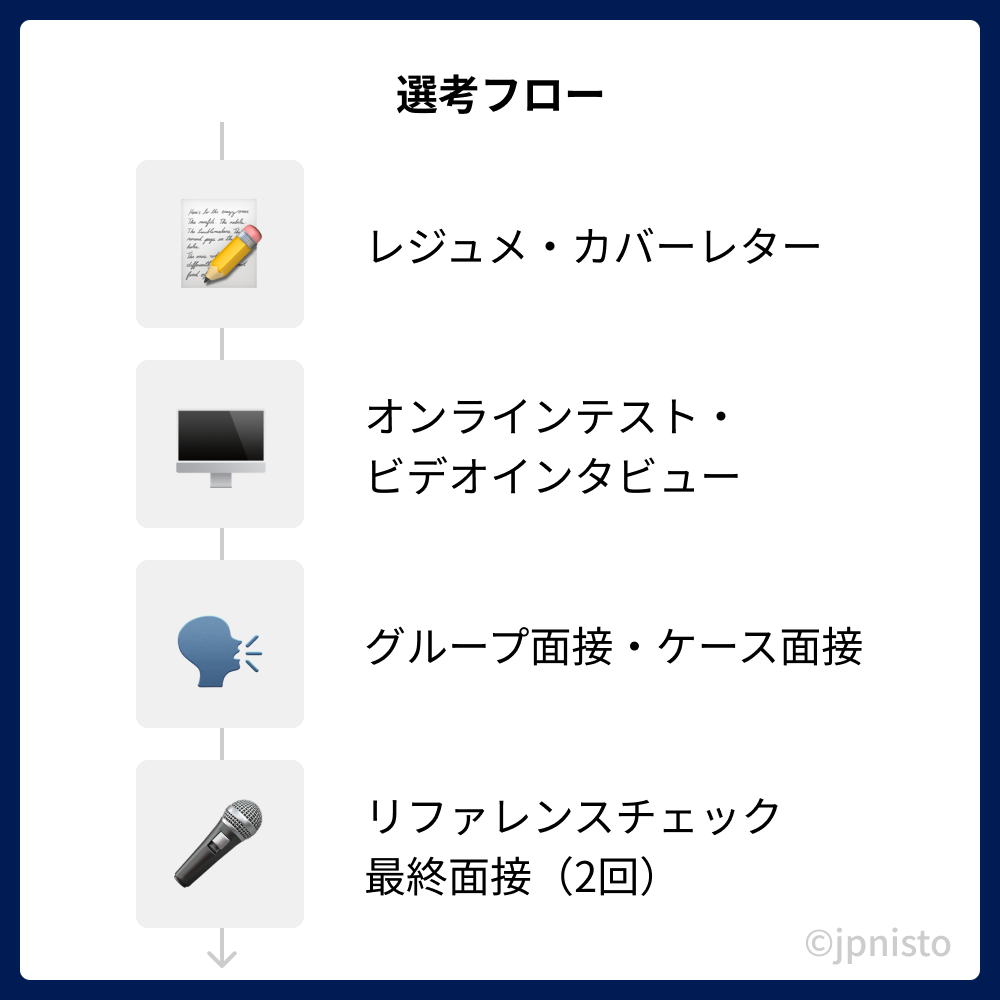 選考フロー
レジュメ・カバーレター
オンラインテスト・
ビデオインタビュー
グループ面接・ケース面接
リファレンスチェック
最終面接（2回）
©jpnisto